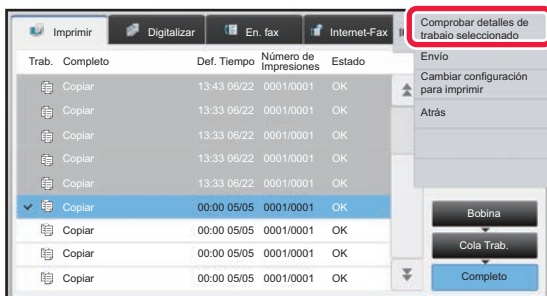 Imprimir
Digitalizar
En. fax
Internet-Fax
Comprobar detalles de
trabajo seleccionado
Envío
Cambiar configuración
para imprimir
Atrás
Trab. Completo Def. Tiempo Número de Impresiones Estado
Copiar 13:43 06/22 0001/0001 OK
Copiar 13:33 06/22 0001/0001 OK
Copiar 13:33 06/22 0001/0001 OK
Copiar 13:33 06/22 0001/0001 OK
Copiar 13:33 06/22 0001/0001 OK
Copiar 00:00 05/05 0001/0001 OK
Copiar 00:00 05/05 0001/0001 OK
Copiar 00:00 05/05 0001/0001 OK
Copiar 00:00 05/05 0001/0001 OK
Bobina
Cola Trab.
Completo